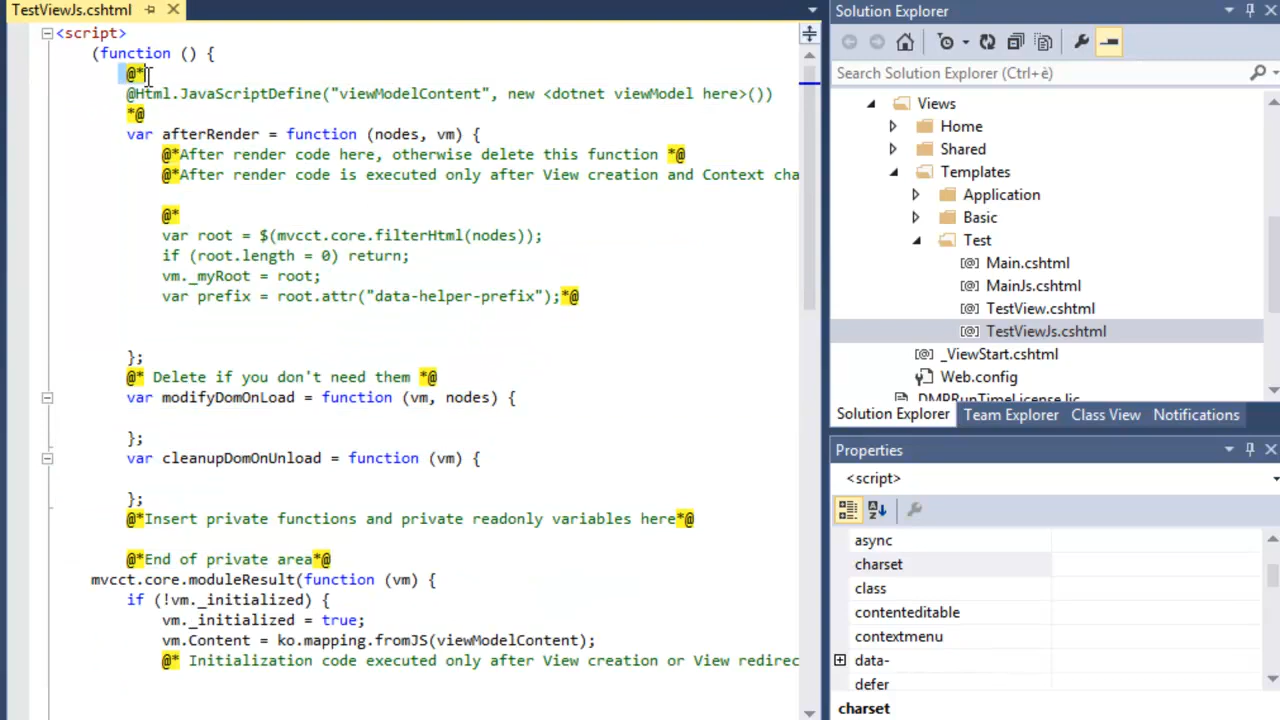 TestViewJs.cshtml
<script>
(function () {
@*
@Html.JavaScriptDefine("viewModelContent", new <dotnet viewModel here>())
*@
var afterRender = function (nodes, vm) {
@*After render code here, otherwise delete this function *@
@*After render code is executed only after View creation and Context cha
@*
var root = $(mvcct.core.filterHtml(nodes));
if (root.length = 0) return;
vm._myRoot = root;
var prefix = root.attr("data-helper-prefix");*@
};
@* Delete if you don't need them *@
var modifyDomOnLoad = function (vm, nodes) {
};
var cleanupDomOnUnload = function (vm) {
};
@*Insert private functions and private readonly variables here*@
@*End of private area*@
mvcct.core.moduleResult(function (vm) {
if (!vm._initialized) {
vm._initialized = true;
vm.Content = ko.mapping.fromJS(viewModelContent);
@* Initialization code executed only after View creation or View redirec
Solution Explorer
Search Solution Explorer (Ctrl+è)
Views
Home
Shared
Templates
Application
Basic
Test
Main.cshtml
MainJs.cshtml
TestView.cshtml
TestViewJs.cshtml
_ViewStart.cshtml
Web.config
DMPRunTimeLicense.lic
Solution Explorer Team Explorer Class View Notifications
Properties
<script>
async
charset
class
contenteditable
contextmenu
data-
defer
charset